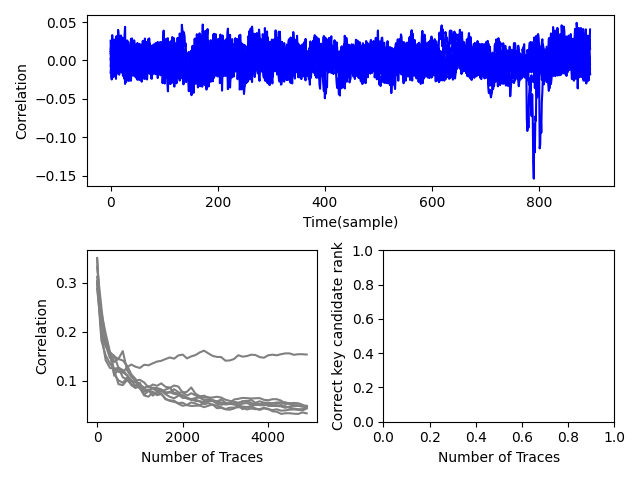 0.05
0.00
−0.05
−0.10
−0.15
Correlation
0 200 400 600 800
Time(sample)
0.3
0.2
0.1
Correlation
0 2000 4000
Number of Traces
1.0
0.8
0.6
0.4
0.2
0.0
Correct key candidate rank
0.0 0.2 0.4 0.6 0.8 1.0
Number of Traces